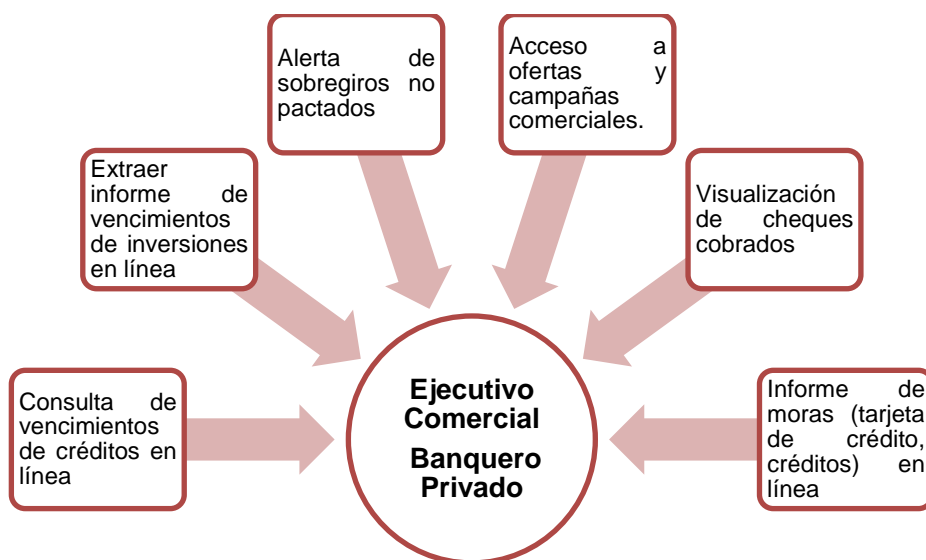 Alerta de
sobregiros no
pactados
Acceso a
ofertas y
campañas
comerciales.
Extraer
informe de
vencimientos
de inversiones
en línea
Visualización
de cheques
cobrados
Consulta de
vencimientos
de créditos en
línea
Ejecutivo
Comercial
Banquero
Privado
Informe de
moras (tarjeta
de crédito,
créditos) en
línea